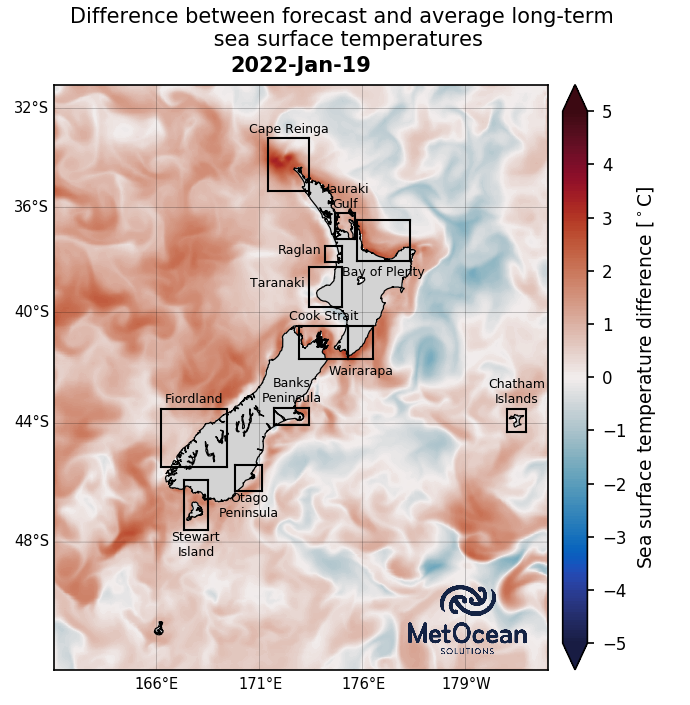 Difference between forecast and average long-term
sea surface temperatures
2022-Jan-19
32°S
36°S
40°S
44°S
48°S
166°E
171°E
176°E
179°W
Cape Reinga
Hauraki
Gulf
Raglan
Bay of Plenty
Taranaki
Cook Strait
Wairarapa
Banks
Peninsula
Fiordland
Chatham
Islands
Otago
Peninsula
Stewart
Island
MetOcean
SOLUTIONS
5
4
3
2
1
0
−1
−2
−3
−4
−5
Sea surface temperature difference [°C]